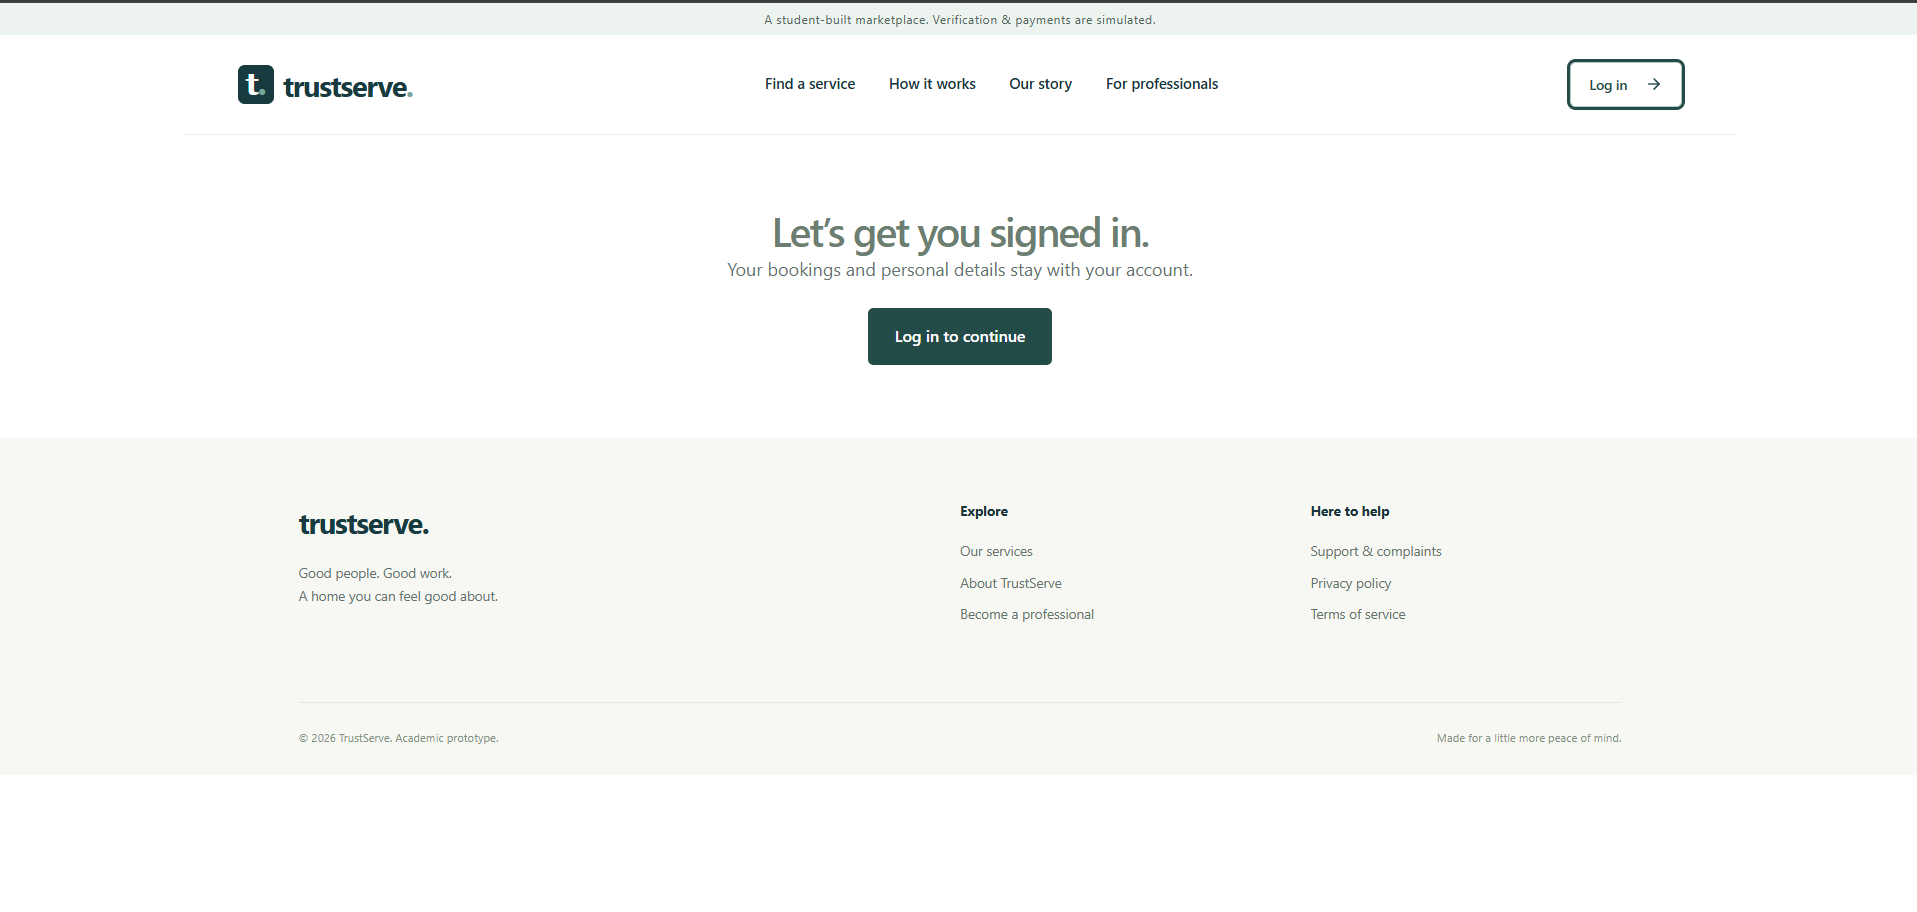 A student-built marketplace. Verification & payments are simulated.
t. trustserve.
Find a service
How it works
Our story
For professionals
Log in
Let’s get you signed in.
Your bookings and personal details stay with your account.
Log in to continue
trustserve.
Good people. Good work.
A home you can feel good about.
Explore
Our services
About TrustServe
Become a professional
Here to help
Support & complaints
Privacy policy
Terms of service
© 2026 TrustServe. Academic prototype.
Made for a little more peace of mind.